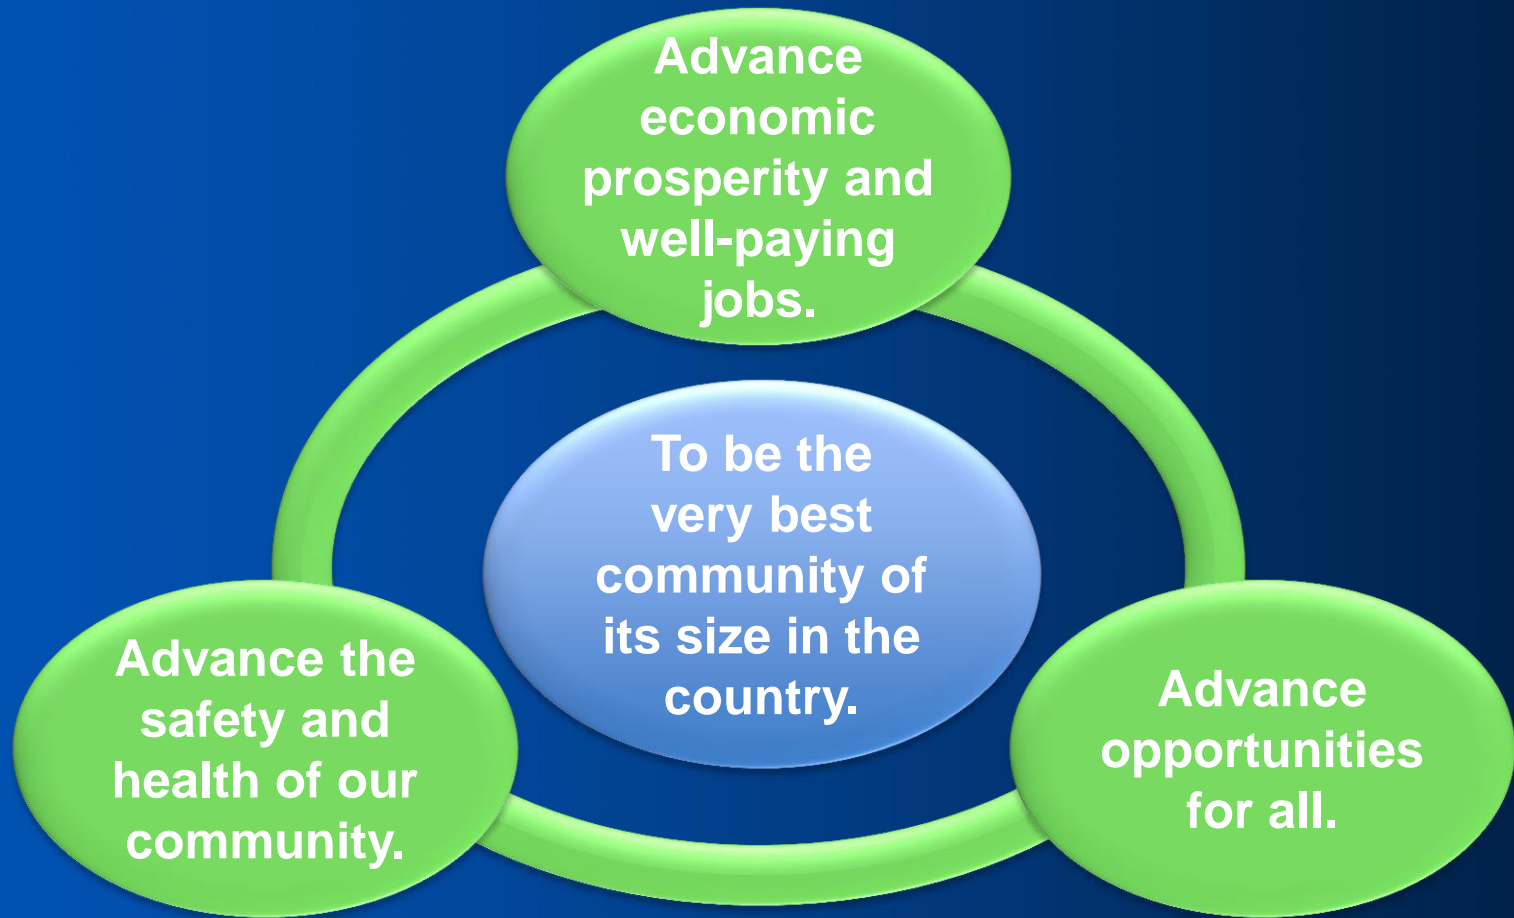 Advance
economic
prosperity and
well-paying
jobs.
To be the
very best
community of
its size in the
country.
Advance the
safety and
health of our
community.
Advance
opportunities
for all.